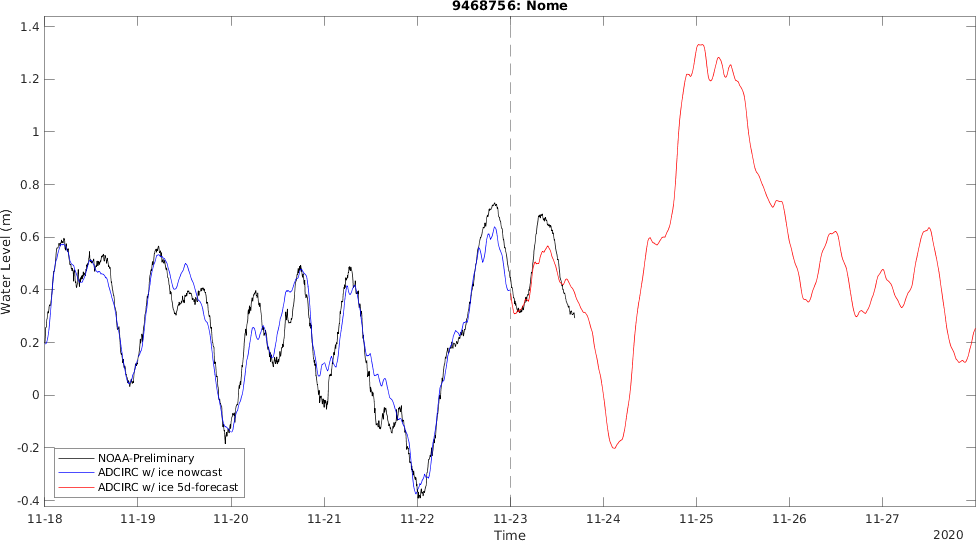 9468756: Nome
1.4
1.2
1
0.8
0.6
0.4
0.2
0
-0.2
-0.4
Water Level (m)
NOAA-Preliminary
ADCIRC w/ ice nowcast
ADCIRC w/ ice 5d-forecast
11-18 11-19 11-20 11-21 11-22 11-23 11-24 11-25 11-26 11-27
Time
2020